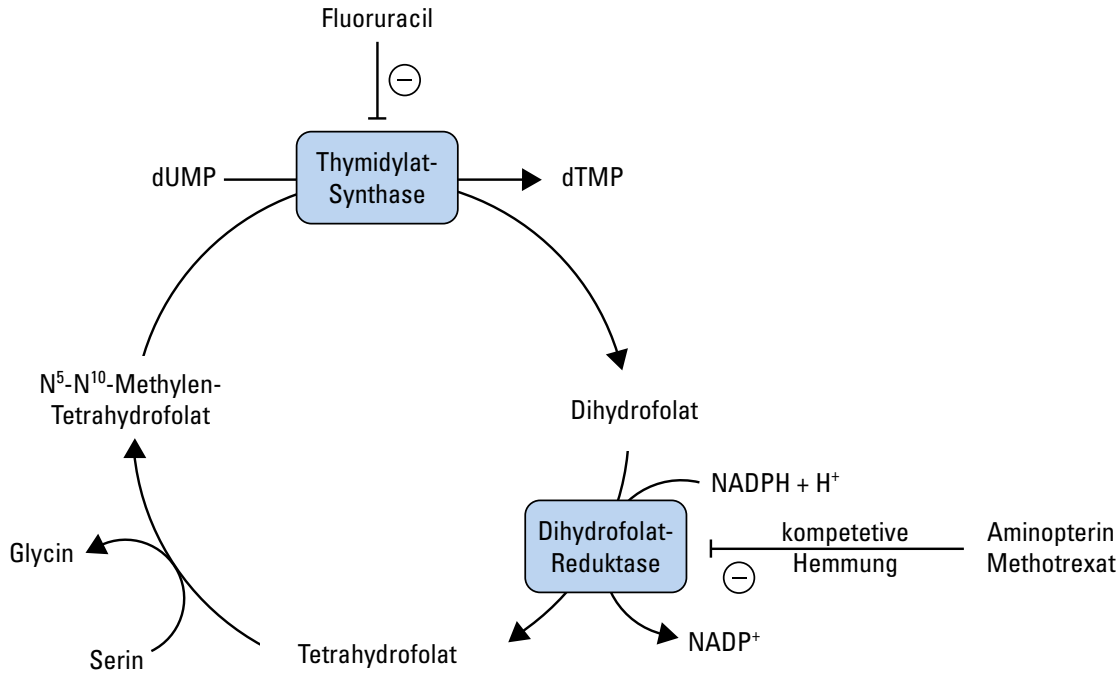 Fluoruracil
−
Thymidylat-
Synthase
dUMP
dTMP
N⁵-N¹⁰-Methylen-
Tetrahydrofolat
Dihydrofolat
NADPH + H⁺
Dihydrofolat-
Reduktase
kompetetive
Hemmung
−
Aminopterin
Methotrexat
Glycin
NADP⁺
Tetrahydrofolat
Serin